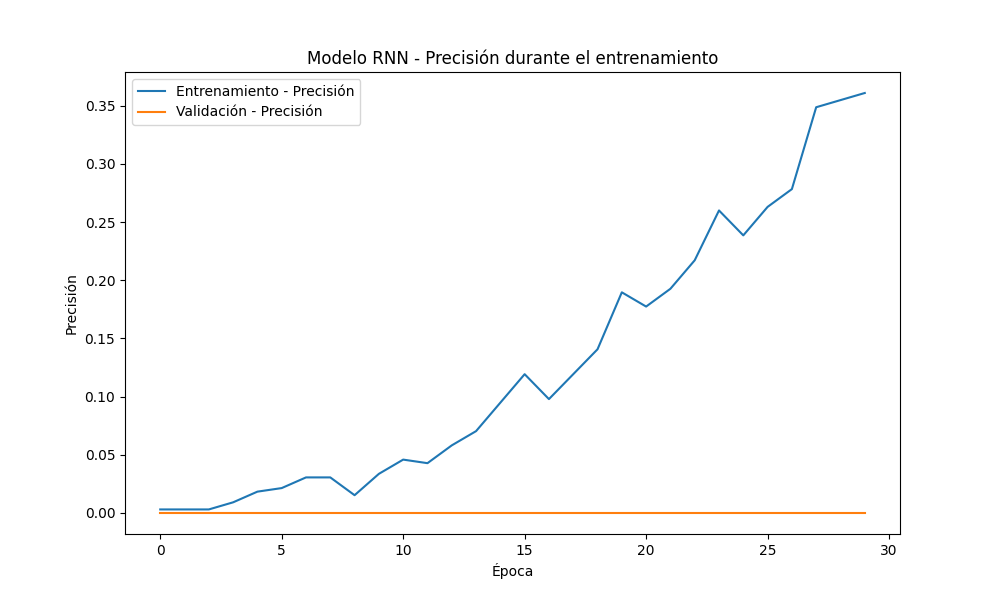 Modelo RNN - Precisión durante el entrenamiento
Entrenamiento - Precisión
Validación - Precisión
Precisión
0.35
0.30
0.25
0.20
0.15
0.10
0.05
0.00
0 5 10 15 20 25 30
Época